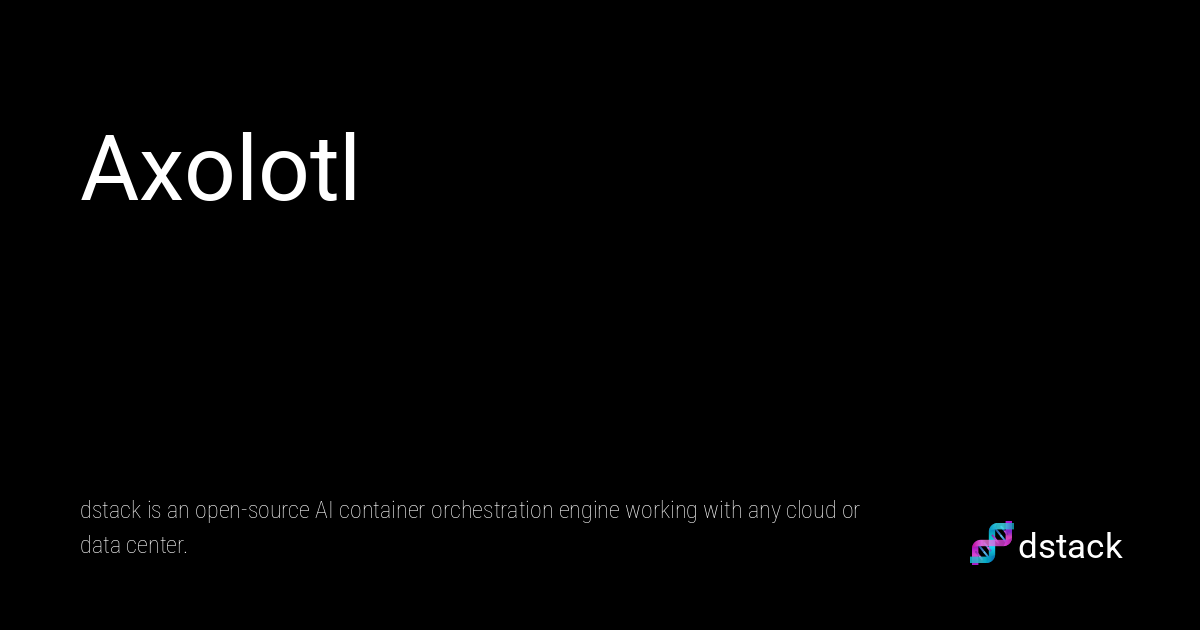 Axolotl
dstack is an open-source AI container orchestration engine working with any cloud or
data center.
dstack